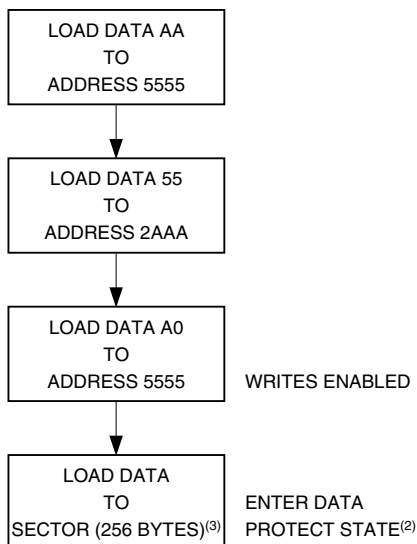 LOAD DATA AA
TO
ADDRESS 5555
LOAD DATA 55
TO
ADDRESS 2AAA
LOAD DATA A0
TO
ADDRESS 5555
WRITES ENABLED
LOAD DATA
TO
SECTOR (256 BYTES)(3)
ENTER DATA
PROTECT STATE(2)